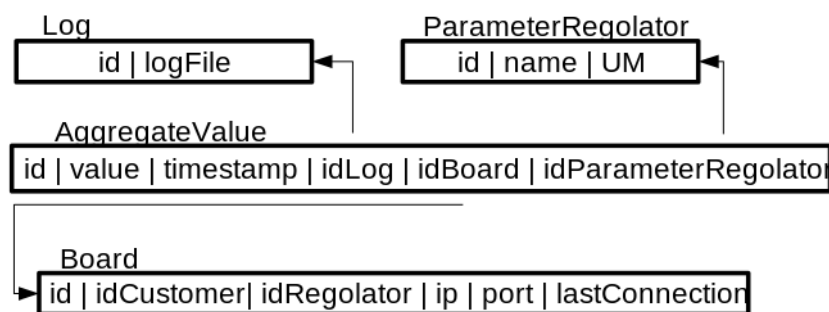 Log ParameterRegolator
id | logFile id | name | UM
AggregateValue
id | value | timestamp | idLog | idBoard | idParameterRegolator
Board
id | idCustomer| idRegolator | ip | port | lastConnection